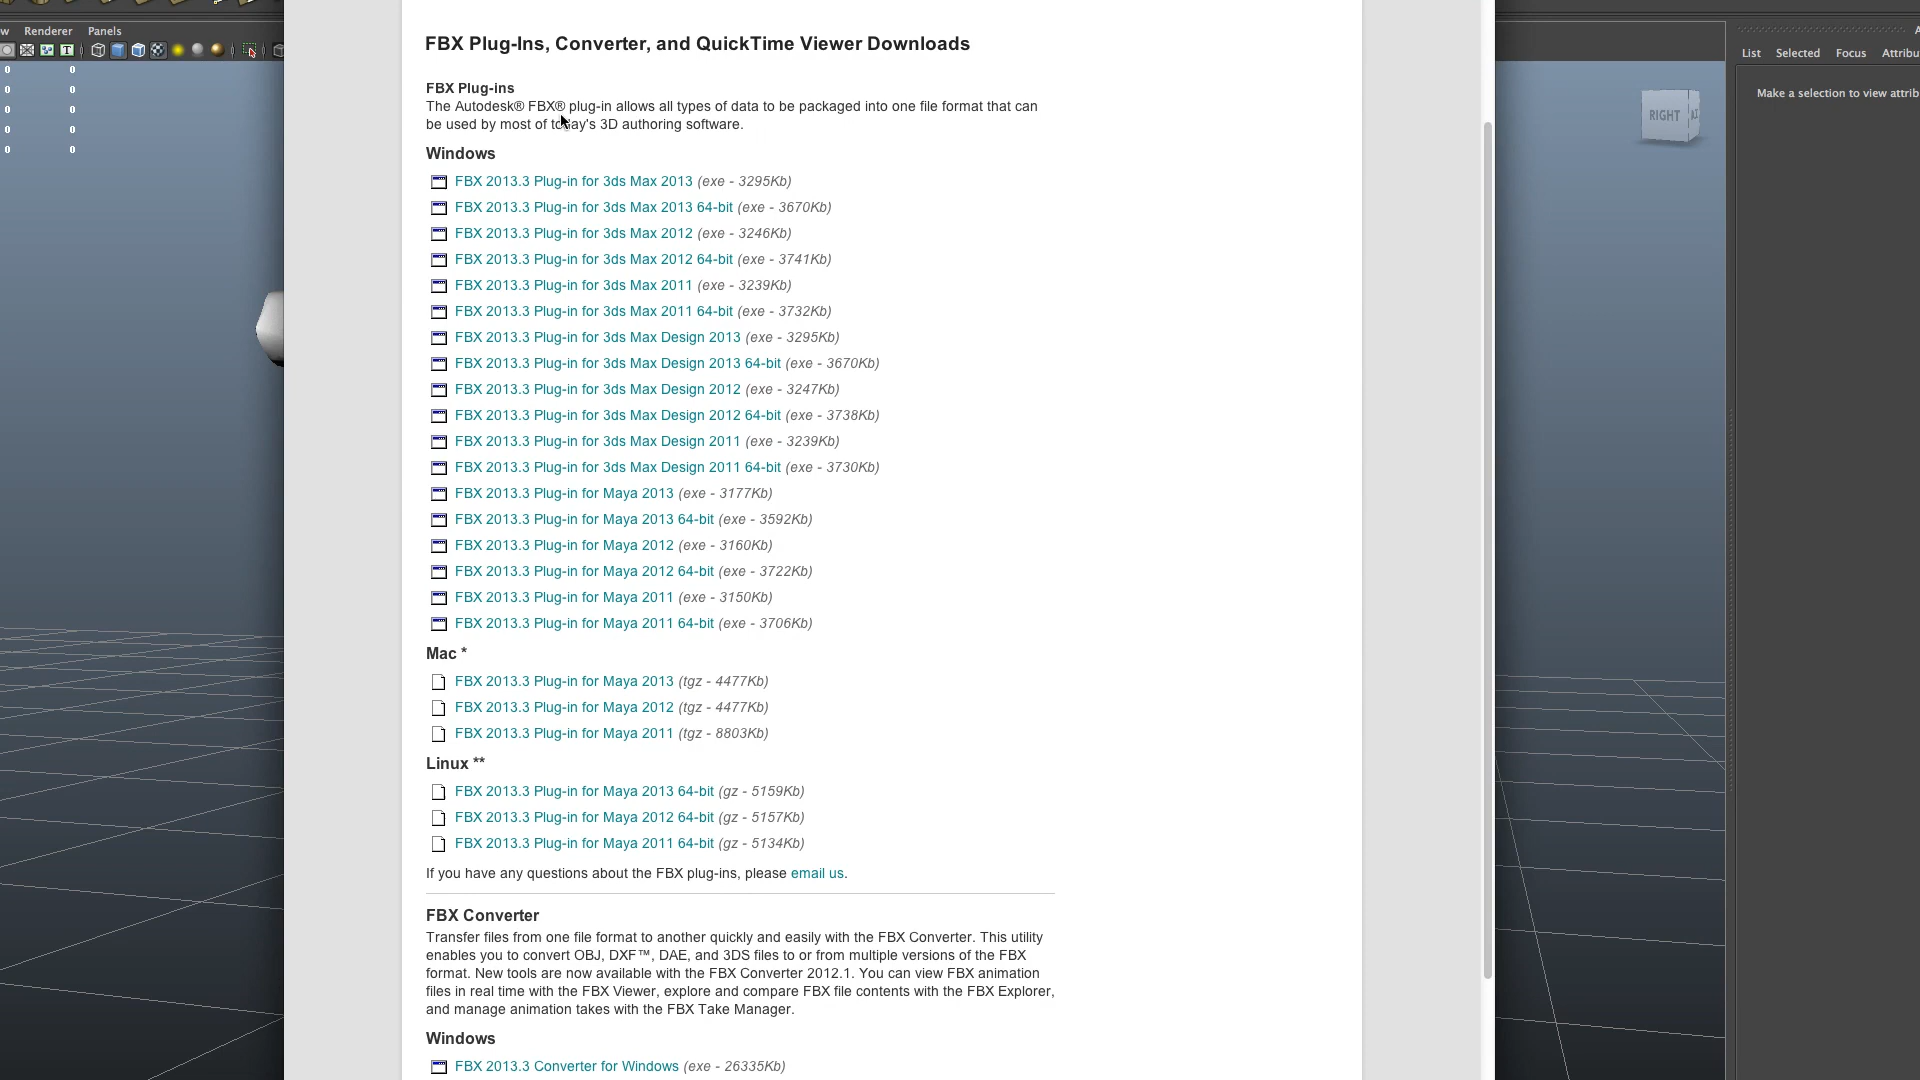 w Renderer Panels
List Selected Focus Attribu
T
0 0
0 0
0 0
0 0
0 0
RIGHT
Make a selection to view attrib
FBX Plug-Ins, Converter, and QuickTime Viewer Downloads
FBX Plug-ins
The Autodesk® FBX® plug-in allows all types of data to be packaged into one file format that can
be used by most of today's 3D authoring software.
Windows
FBX 2013.3 Plug-in for 3ds Max 2013 (exe - 3295Kb)
FBX 2013.3 Plug-in for 3ds Max 2013 64-bit (exe - 3670Kb)
FBX 2013.3 Plug-in for 3ds Max 2012 (exe - 3246Kb)
FBX 2013.3 Plug-in for 3ds Max 2012 64-bit (exe - 3741Kb)
FBX 2013.3 Plug-in for 3ds Max 2011 (exe - 3239Kb)
FBX 2013.3 Plug-in for 3ds Max 2011 64-bit (exe - 3732Kb)
FBX 2013.3 Plug-in for 3ds Max Design 2013 (exe - 3295Kb)
FBX 2013.3 Plug-in for 3ds Max Design 2013 64-bit (exe - 3670Kb)
FBX 2013.3 Plug-in for 3ds Max Design 2012 (exe - 3247Kb)
FBX 2013.3 Plug-in for 3ds Max Design 2012 64-bit (exe - 3738Kb)
FBX 2013.3 Plug-in for 3ds Max Design 2011 (exe - 3239Kb)
FBX 2013.3 Plug-in for 3ds Max Design 2011 64-bit (exe - 3730Kb)
FBX 2013.3 Plug-in for Maya 2013 (exe - 3177Kb)
FBX 2013.3 Plug-in for Maya 2013 64-bit (exe - 3592Kb)
FBX 2013.3 Plug-in for Maya 2012 (exe - 3160Kb)
FBX 2013.3 Plug-in for Maya 2012 64-bit (exe - 3722Kb)
FBX 2013.3 Plug-in for Maya 2011 (exe - 3150Kb)
FBX 2013.3 Plug-in for Maya 2011 64-bit (exe - 3706Kb)
Mac *
FBX 2013.3 Plug-in for Maya 2013 (tgz - 4477Kb)
FBX 2013.3 Plug-in for Maya 2012 (tgz - 4477Kb)
FBX 2013.3 Plug-in for Maya 2011 (tgz - 8803Kb)
Linux **
FBX 2013.3 Plug-in for Maya 2013 64-bit (gz - 5159Kb)
FBX 2013.3 Plug-in for Maya 2012 64-bit (gz - 5157Kb)
FBX 2013.3 Plug-in for Maya 2011 64-bit (gz - 5134Kb)
If you have any questions about the FBX plug-ins, please email us.
FBX Converter
Transfer files from one file format to another quickly and easily with the FBX Converter. This utility
enables you to convert OBJ, DXF™, DAE, and 3DS files to or from multiple versions of the FBX
format. New tools are now available with the FBX Converter 2012.1. You can view FBX animation
files in real time with the FBX Viewer, explore and compare FBX file contents with the FBX Explorer,
and manage animation takes with the FBX Take Manager.
Windows
FBX 2013.3 Converter for Windows (exe - 26335Kb)